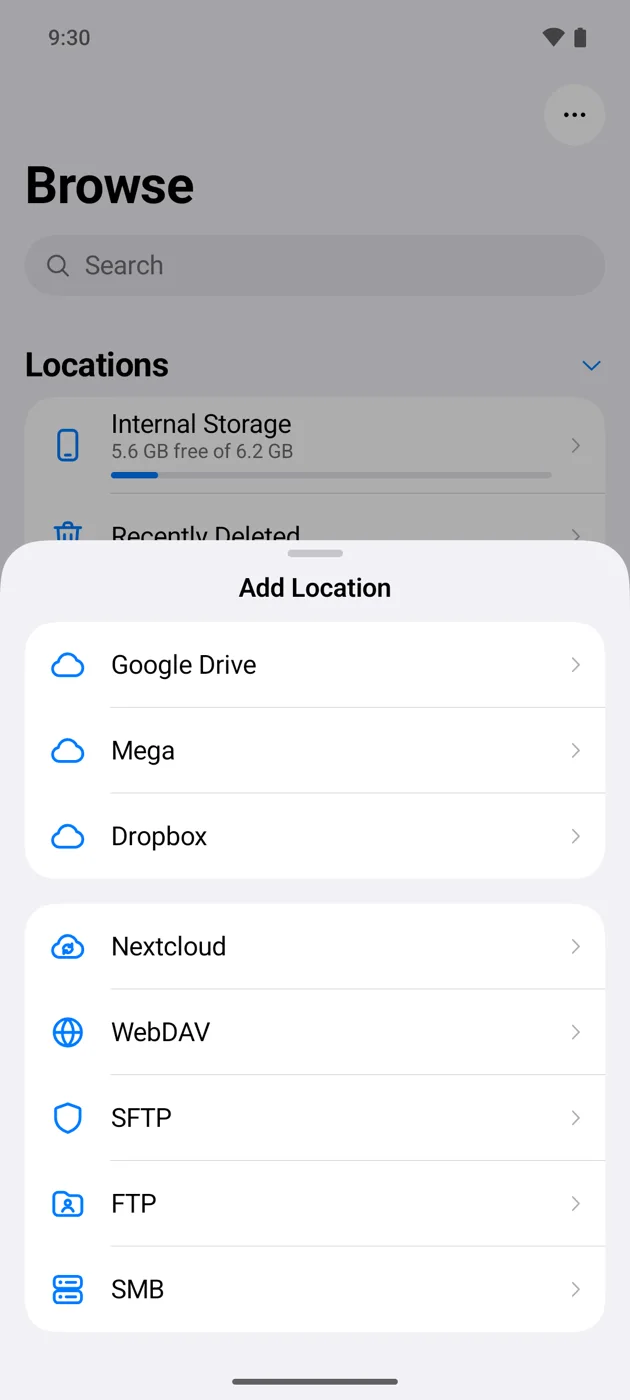 9:30
Browse
Search
Locations
Internal Storage
5.6 GB free of 6.2 GB
Recently Deleted
Add Location
Google Drive
Mega
Dropbox
Nextcloud
WebDAV
SFTP
FTP
SMB